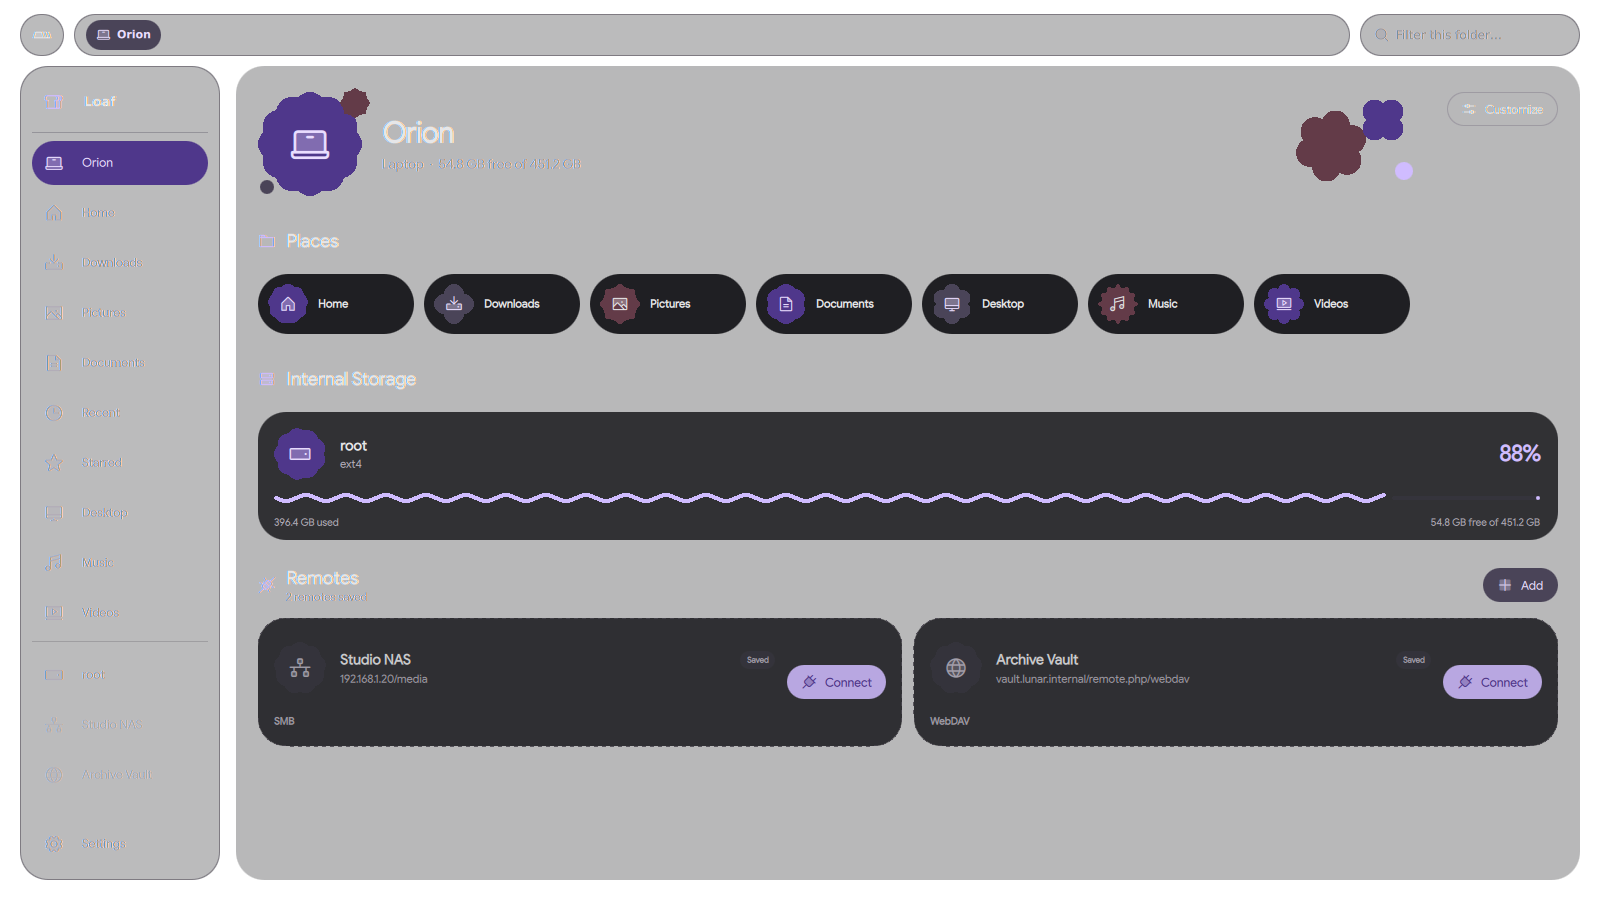 Orion
Filter this folder...
Loaf
Orion
Home
Downloads
Pictures
Documents
Recent
Starred
Desktop
Music
Videos
root
Studio NAS
Archive Vault
Settings
Orion
Laptop · 54.8 GB free of 451.2 GB
Customize
Places
Home
Downloads
Pictures
Documents
Desktop
Music
Videos
Internal Storage
root
ext4
88%
396.4 GB used
54.8 GB free of 451.2 GB
Remotes
2 remotes saved
Add
Studio NAS
192.168.1.20/media
Saved
Connect
SMB
Archive Vault
vault.lunar.internal/remote.php/webdav
Saved
Connect
WebDAV